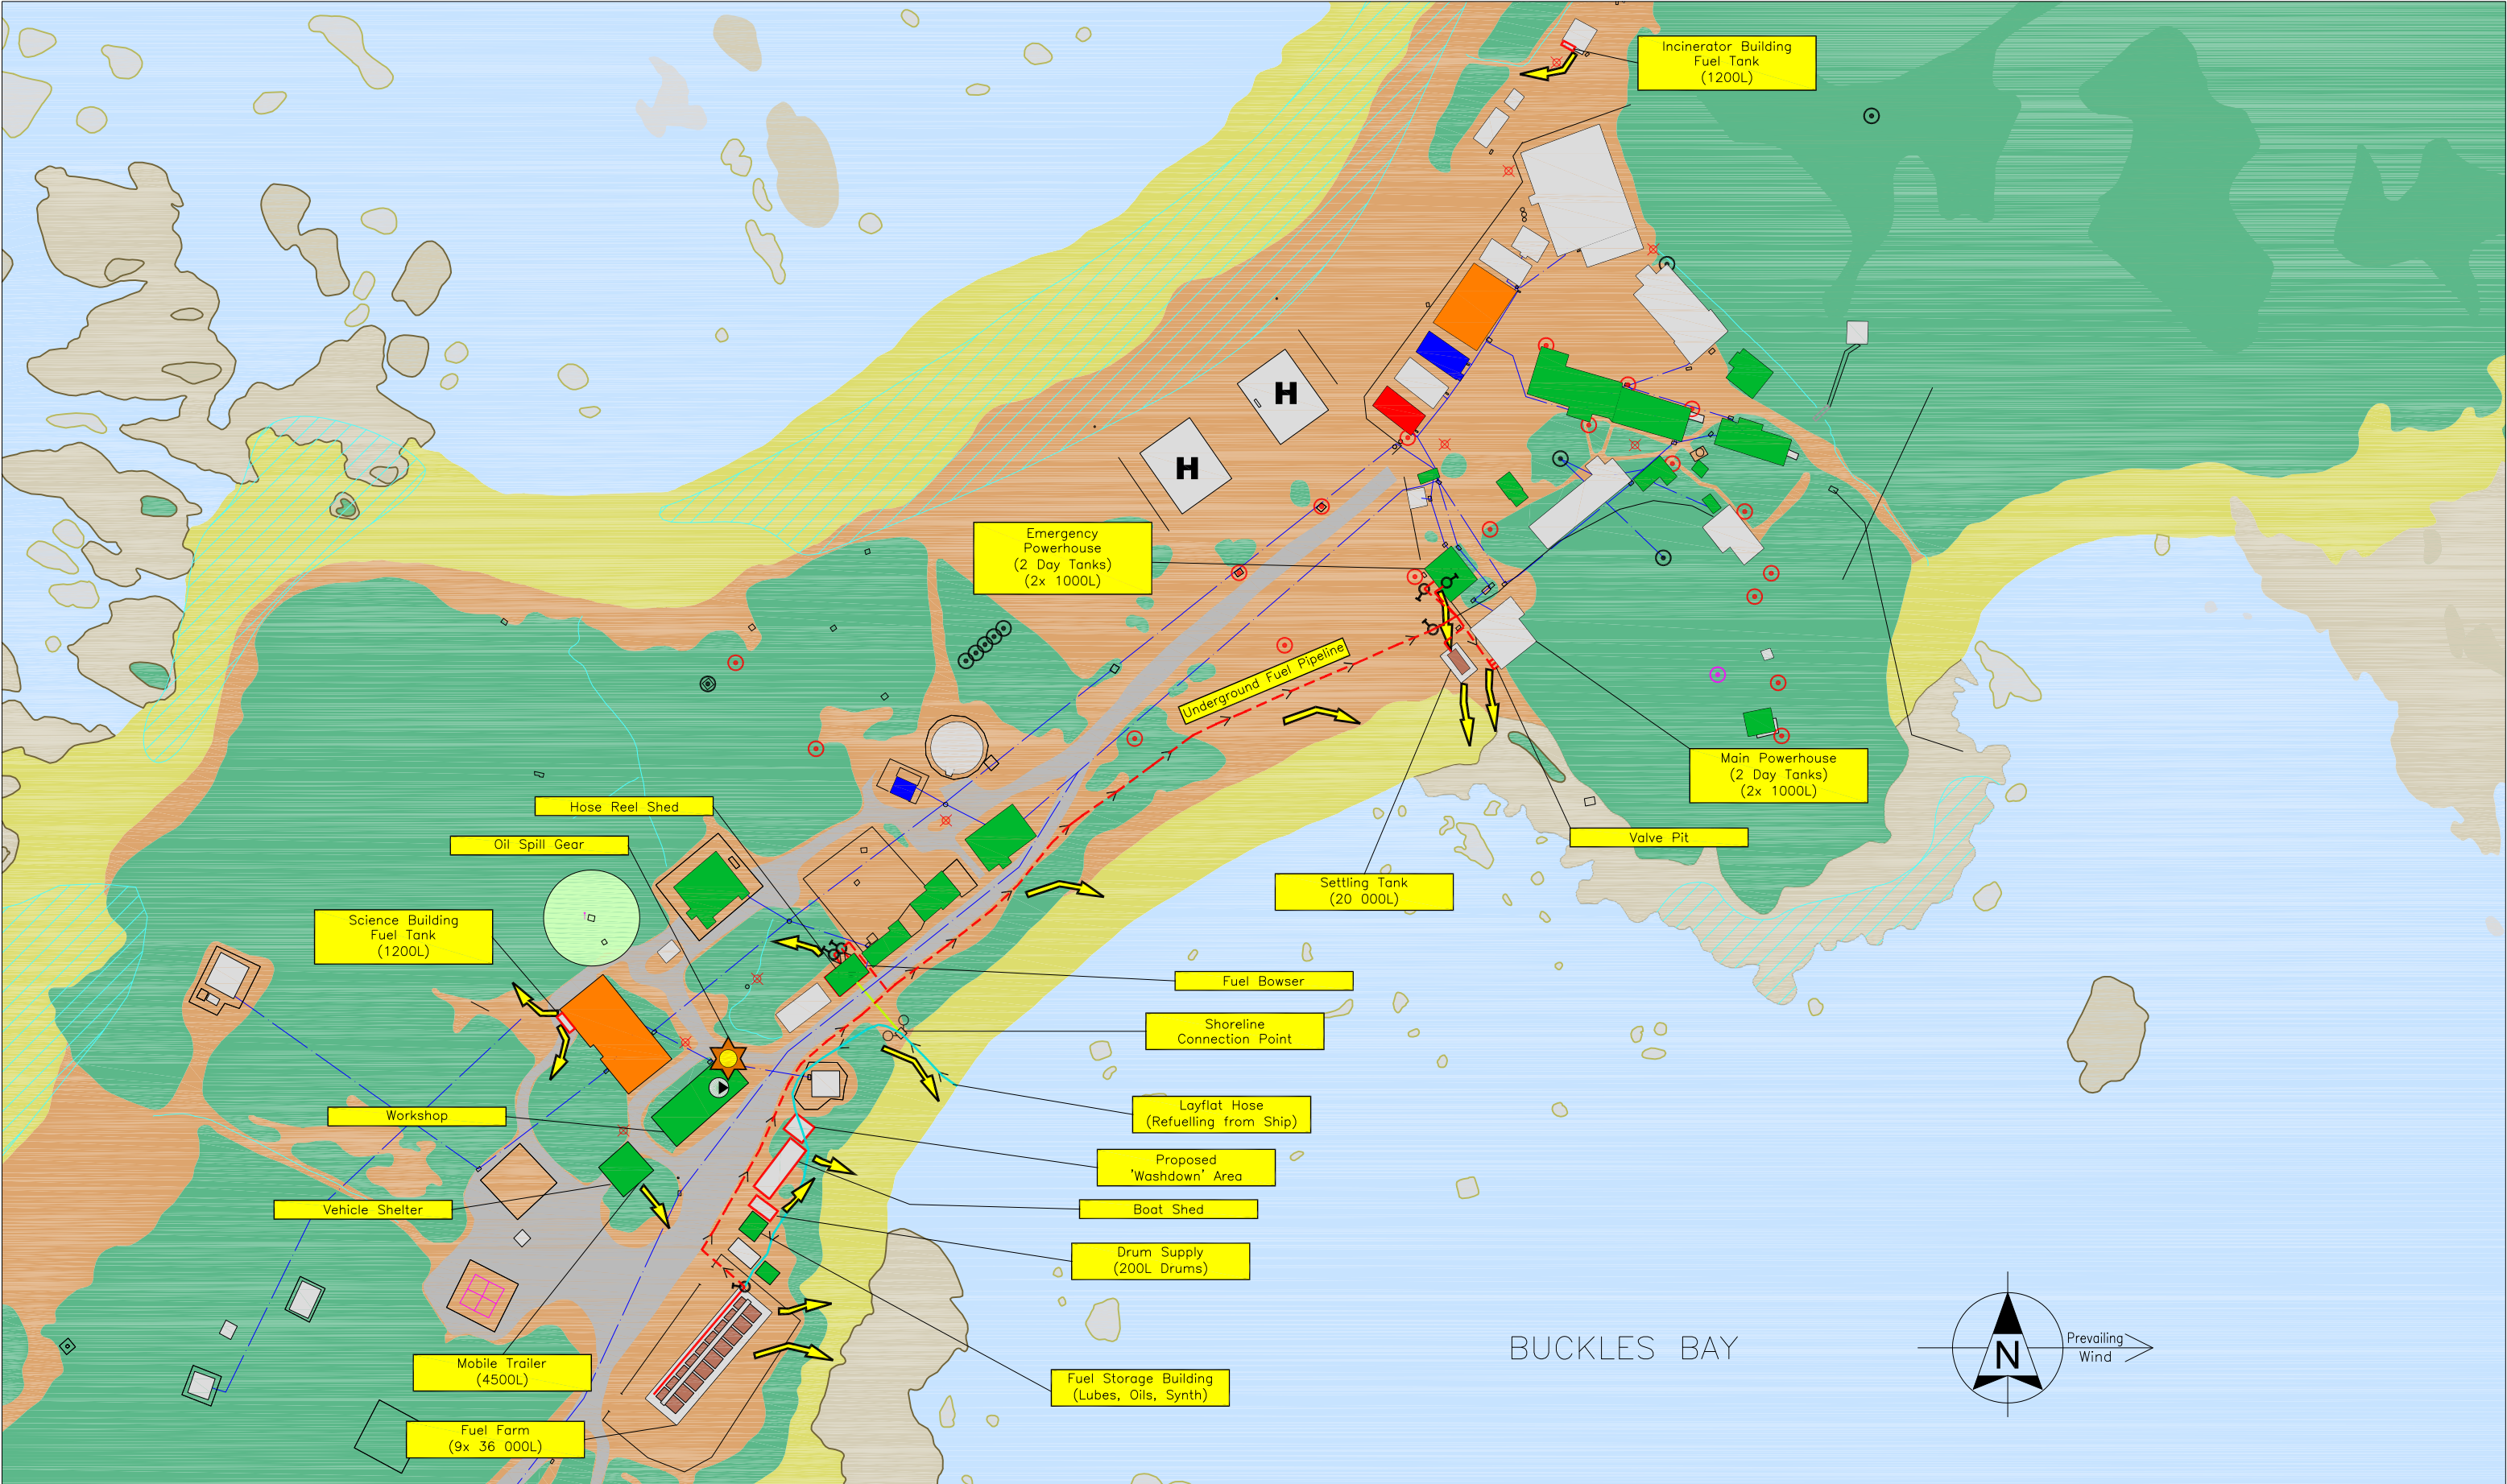 Incinerator Building
Fuel Tank
(1200L)
H
H
Emergency
Powerhouse
(2 Day Tanks)
(2x 1000L)
Underground Fuel Pipeline
Main Powerhouse
(2 Day Tanks)
(2x 1000L)
Hose Reel Shed
Oil Spill Gear
Valve Pit
Settling Tank
(20 000L)
Science Building
Fuel Tank
(1200L)
Fuel Bowser
Shoreline
Connection Point
Layflat Hose
(Refuelling from Ship)
Workshop
Proposed
'Washdown' Area
Vehicle Shelter
Boat Shed
Drum Supply
(200L Drums)
Mobile Trailer
(4500L)
Fuel Storage Building
(Lubes, Oils, Synth)
Fuel Farm
(9x 36 000L)
BUCKLES BAY
N
Prevailing
Wind